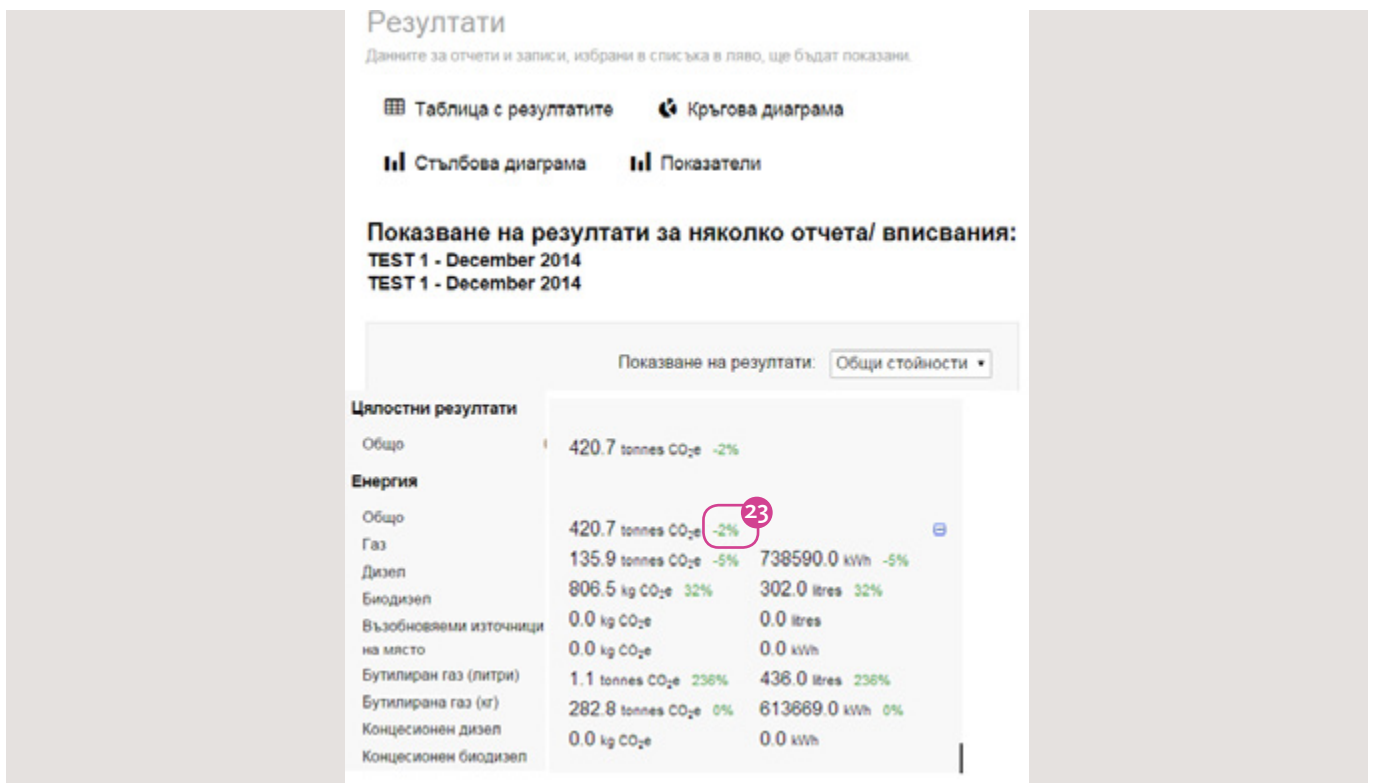 Резултати
Данните за отчети и записи, избрани в списъка в ляво, ще бъдат показани.
Таблица с резултатите Кръгова диаграма
Стълбова диаграма Показатели
Показване на резултати за няколко отчета/ вписвания:
TEST 1 - December 2014
TEST 1 - December 2014
Показване на резултати: Общи стойности
Цялостни резултати
Общо 420.7 tonnes CO₂e -2%
Енергия
Общо 420.7 tonnes CO₂e -2% 23
Газ 135.9 tonnes CO₂e -5% 738590.0 kWh -5%
Дизел 806.5 kg CO₂e 32% 302.0 litres 32%
Биодизел 0.0 kg CO₂e 0.0 litres
Възобновяеми източници
на място 0.0 kg CO₂e 0.0 kWh
Бутилиран газ (литри) 1.1 tonnes CO₂e 236% 436.0 litres 236%
Бутилирана газ (кг) 282.8 tonnes CO₂e 0% 613669.0 kWh 0%
Концесионен дизел 0.0 kg CO₂e 0.0 kWh
Концесионен биодизел